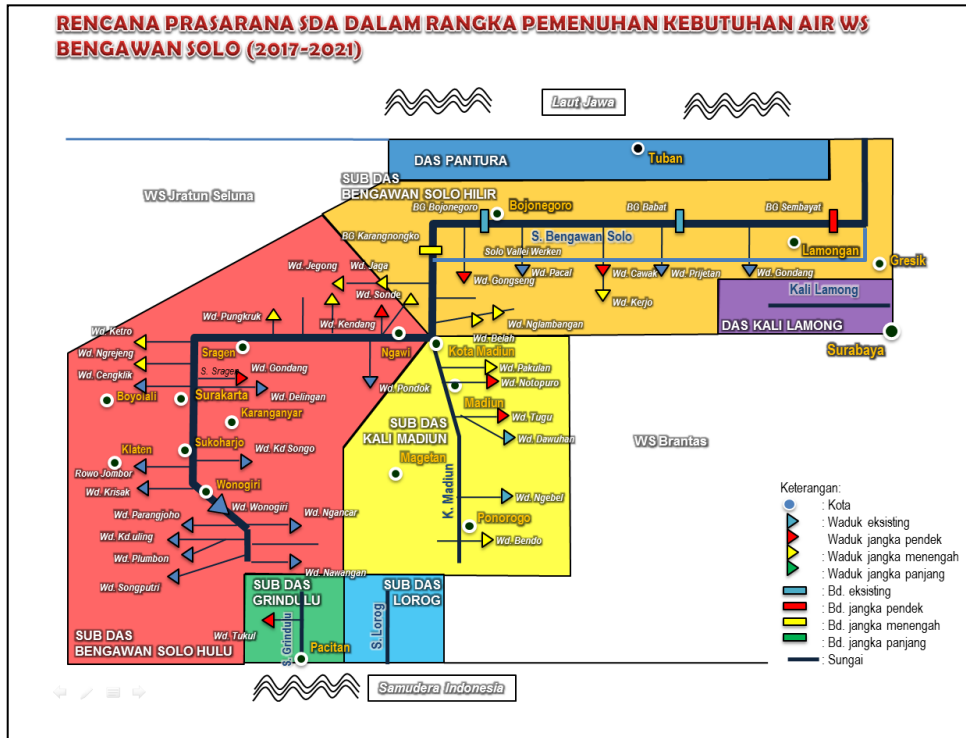 RENCANA PRASARANA SDA DALAM RANGKA PEMENUHAN KEBUTUHAN AIR WS
BENGAWAN SOLO (2017-2021)
Laut Jawa
DAS PANTURA
Tuban
WS Jratun Seluna
SUB DAS
BENGAWAN SOLO HILIR
BG Bojonegoro
Bojonegoro
BG Babat
BG Sembayat
BG Karangnongko
S. Bengawan Solo
Solo Vallei Werken
Lamongan
Gresik
Wd. Jegong
Wd. Jaga
Wd. Gongseng
Wd. Pacal
Wd. Cawak
Wd. Prijetan
Wd. Gondang
Kali Lamong
Wd. Sonde
Wd. Kerjo
Wd. Pungkruk
Wd. Kendang
Wd. Nglambangan
DAS KALI LAMONG
Wd. Ketro
Ngawi
Wd. Belah
Surabaya
Wd. Ngrejeng
Sragen
Kota Madiun
Wd. Cengklik
S. Sragen
Wd. Gondang
Wd. Pakulan
Wd. Notopuro
Boyolali
Surakarta
Wd. Delingan
Wd. Pondok
Madiun
Karanganyar
Wd. Tugu
SUB DAS
KALI MADIUN
Wd. Dawuhan
WS Brantas
Klaten
Sukoharjo
Wd. Kd Songo
Magetan
Rowo Jombor
Wd. Krisak
Wonogiri
K. Madiun
Wd. Ngebel
Wd. Parangjoho
Wd. Wonogiri
Wd. Ngancar
Ponorogo
Wd. Kd uling
Wd. Bendo
Wd. Plumbon
Wd. Songputri
Wd. Nawangan
SUB DAS
GRINDULU
SUB DAS
LOROG
Wd. Tukul
S. Grindulu
S. Lorog
SUB DAS
BENGAWAN SOLO HULU
Pacitan
Samudera Indonesia
Keterangan:
: Kota
: Waduk eksisting
Waduk jangka pendek
: Waduk jangka menengah
: Waduk jangka panjang
: Bd. eksisting
: Bd. jangka pendek
: Bd. jangka menengah
: Bd. jangka panjang
: Sungai